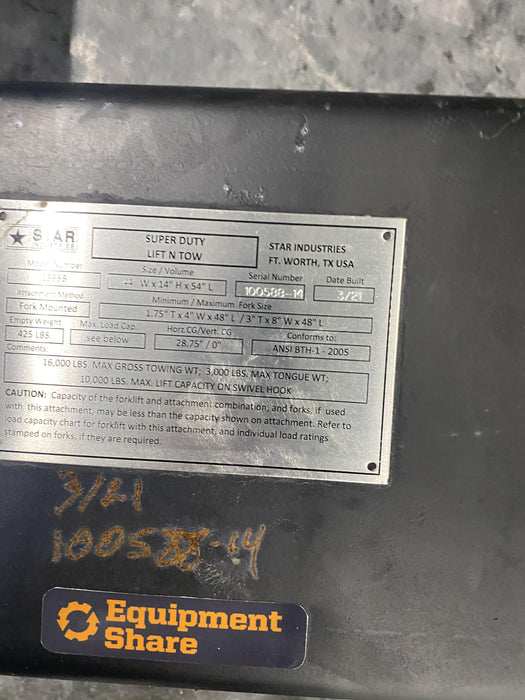 STAR
INDUSTRIES
SUPER DUTY
LIFT N TOW
STAR INDUSTRIES
FT. WORTH, TX USA
Model Number
Size / Volume
Serial Number
Date Built
W x 14" H x 54" L
100588-14
3/21
Attachment Method
Minimum / Maximum Fork Size
Fork Mounted
1.75" T x 4" W x 48" L / 3" T x 8" W x 48" L
Empty Weight
Max. Load Cap.
Horz.CG/Vert. CG
Conforms to:
425 LBS.
see below
28.75" / 0"
ANSI BTH-1 - 2005
Comments
16,000 LBS. MAX GROSS TOWING WT; 3,000 LBS. MAX TONGUE WT;
10,000 LBS. MAX. LIFT CAPACITY ON SWIVEL HOOK
CAUTION: Capacity of the forklift and attachment combination, and forks, if used
with this attachment, may be less than the capacity shown on attachment. Refer to
load capacity chart for forklift with this attachment, and individual load ratings
stamped on forks, if they are required.
3/21
100588-14
Equipment
Share